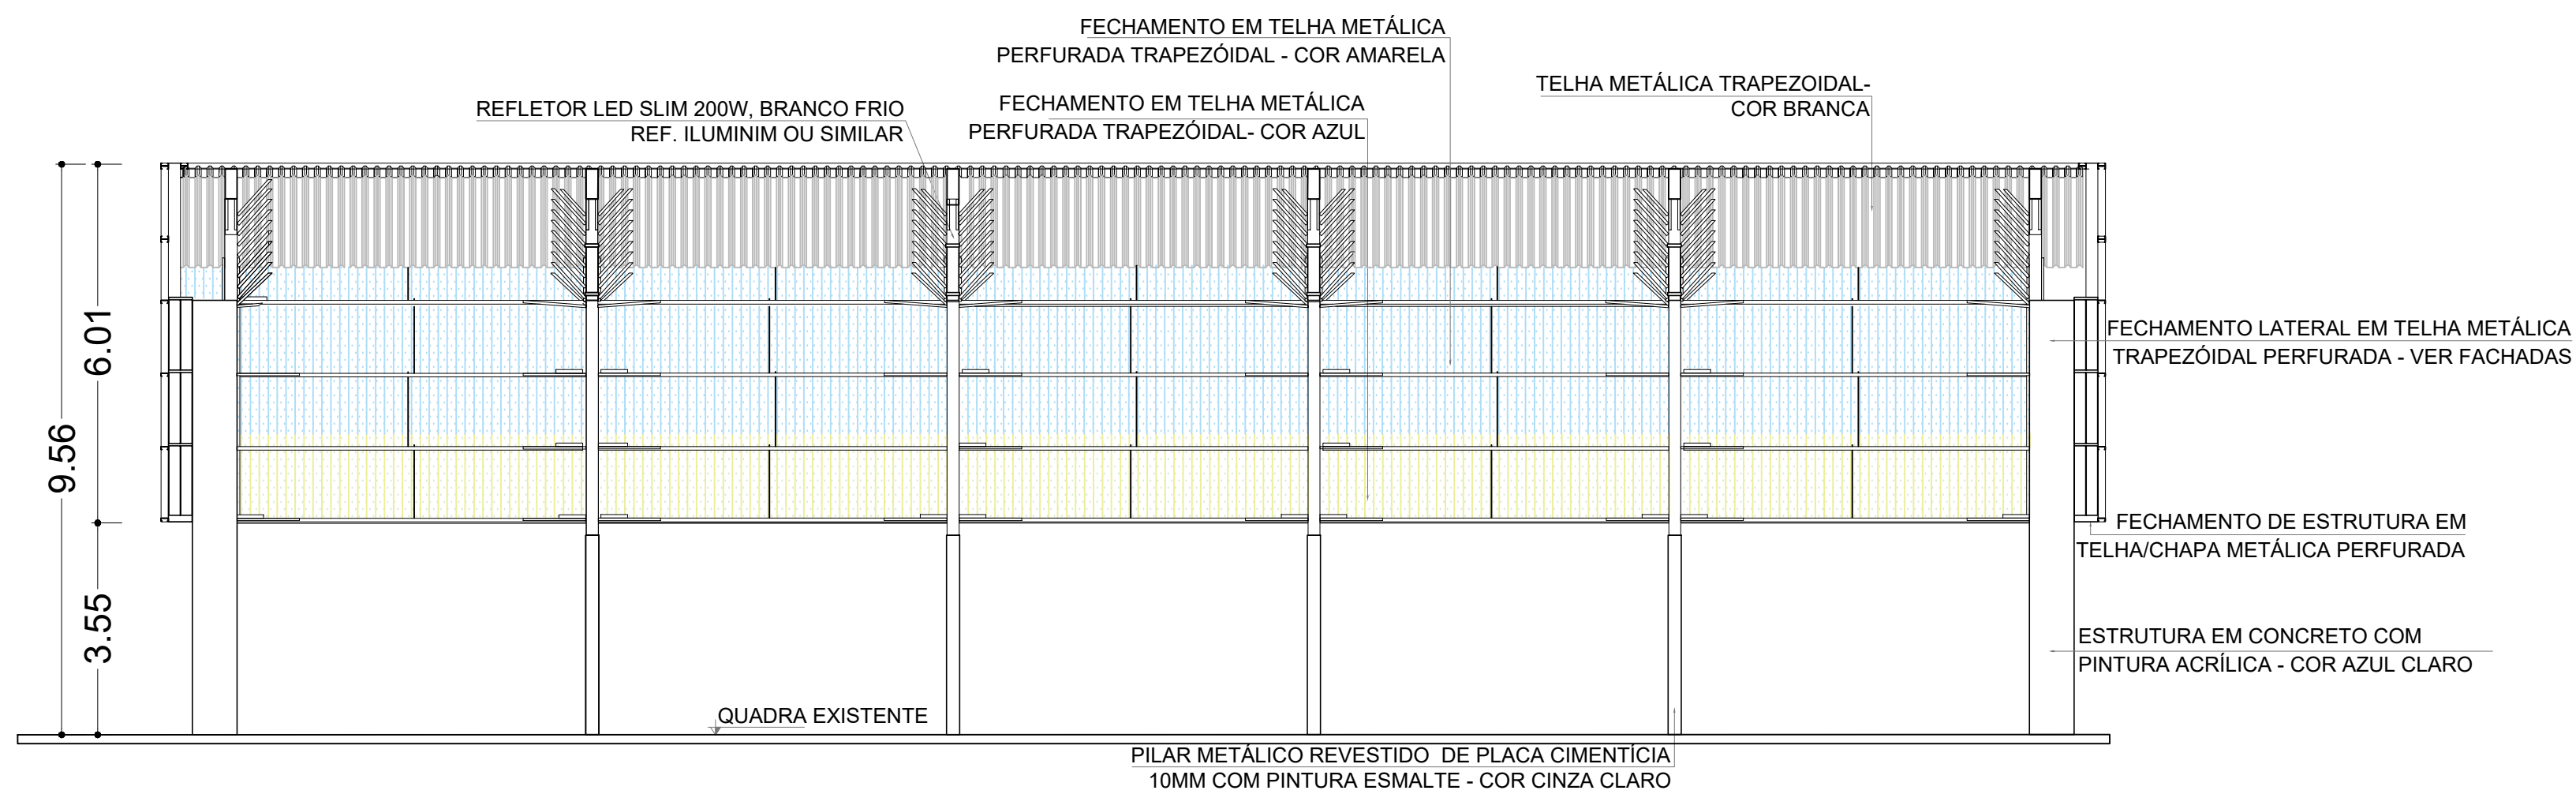 FECHAMENTO EM TELHA METÁLICA
PERFURADA TRAPEZÓIDAL - COR AMARELA
TELHA METÁLICA TRAPEZOIDAL-
COR BRANCA
REFLETOR LED SLIM 200W, BRANCO FRIO
REF. ILUMINIM OU SIMILAR
FECHAMENTO EM TELHA METÁLICA
PERFURADA TRAPEZÓIDAL- COR AZUL
9.56
6.01
3.55
FECHAMENTO LATERAL EM TELHA METÁLICA
TRAPEZÓIDAL PERFURADA - VER FACHADAS
FECHAMENTO DE ESTRUTURA EM
TELHA/CHAPA METÁLICA PERFURADA
ESTRUTURA EM CONCRETO COM
PINTURA ACRÍLICA - COR AZUL CLARO
QUADRA EXISTENTE
PILAR METÁLICO REVESTIDO  DE PLACA CIMENTÍCIA
10MM COM PINTURA ESMALTE - COR CINZA CLARO